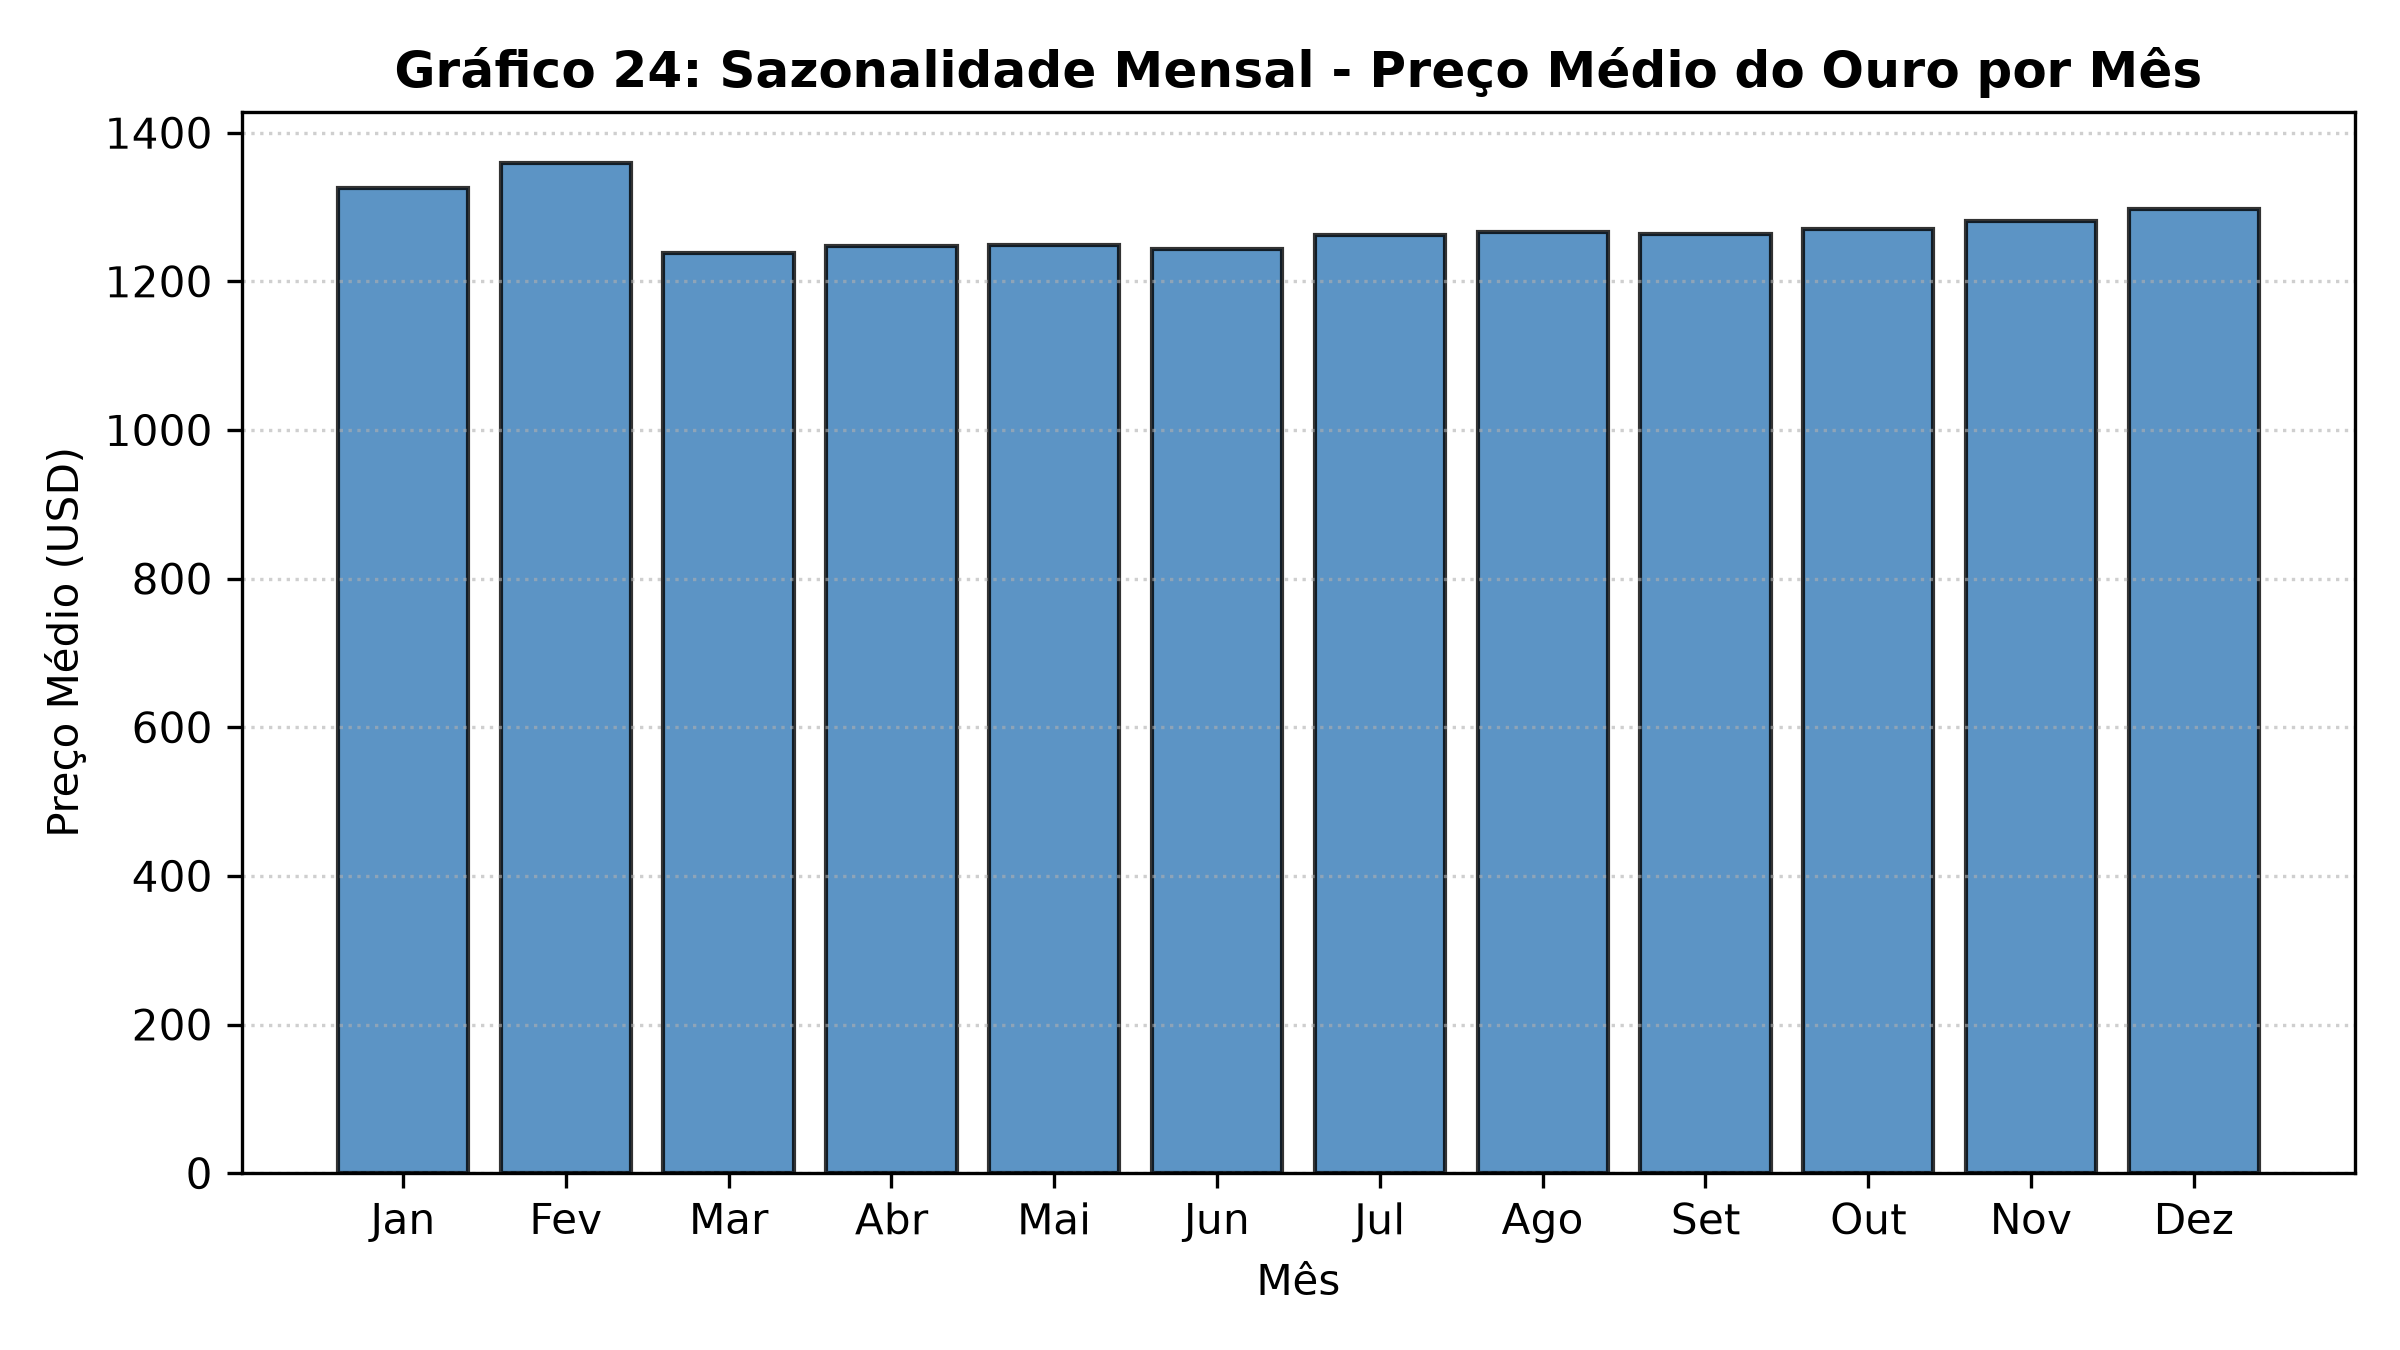 Gráfico 24: Sazonalidade Mensal - Preço Médio do Ouro por Mês
1400
1200
1000
800
600
400
200
0
Preço Médio (USD)
Jan Fev Mar Abr Mai Jun Jul Ago Set Out Nov Dez
Mês